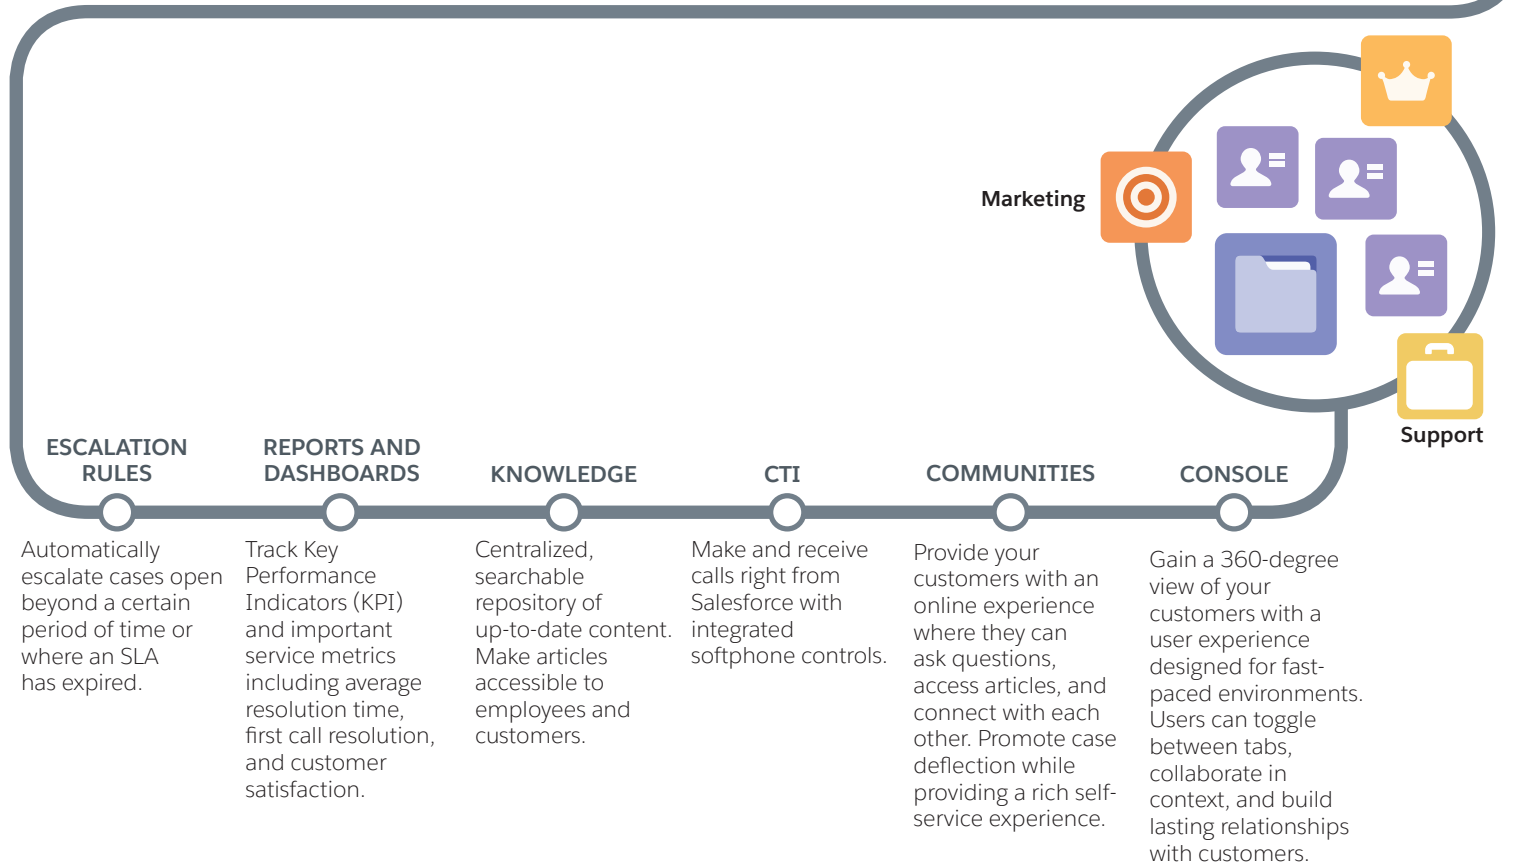 Marketing
Support
ESCALATION
RULES
Automatically
escalate cases open
beyond a certain
period of time or
where an SLA
has expired.
REPORTS AND
DASHBOARDS
Track Key
Performance
Indicators (KPI)
and important
service metrics
including average
resolution time,
first call resolution,
and customer
satisfaction.
KNOWLEDGE
Centralized,
searchable
repository of
up-to-date content.
Make articles
accessible to
employees and
customers.
CTI
Make and receive
calls right from
Salesforce with
integrated
softphone controls.
COMMUNITIES
Provide your
customers with an
online experience
where they can
ask questions,
access articles, and
connect with each
other. Promote case
deflection while
providing a rich self-
service experience.
CONSOLE
Gain a 360-degree
view of your
customers with a
user experience
designed for fast-
paced environments.
Users can toggle
between tabs,
collaborate in
context, and build
lasting relationships
with customers.